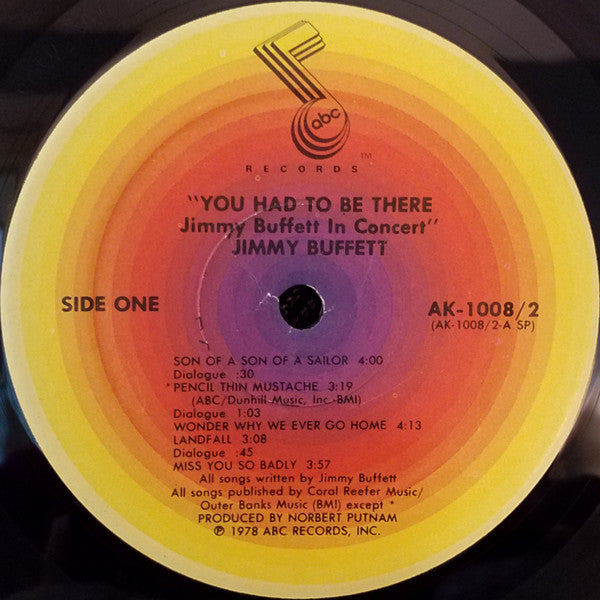 abc
RECORDS TM
"YOU HAD TO BE THERE
Jimmy Buffett In Concert"
JIMMY BUFFETT
SIDE ONE
AK-1008/2
(AK-1008/2-A SP)
SON OF A SON OF A SAILOR 4:00
Dialogue :30
*PENCIL THIN MUSTACHE 3:19
(ABC/Dunhill Music, Inc.-BMI)
Dialogue 1:03
WONDER WHY WE EVER GO HOME 4:13
LANDFALL 3:08
Dialogue :45
MISS YOU SO BADLY 3:57
All songs written by Jimmy Buffett
All songs published by Coral Reefer Music/
Outer Banks Music (BMI) except *
PRODUCED BY NORBERT PUTNAM
℗ 1978 ABC RECORDS, INC.